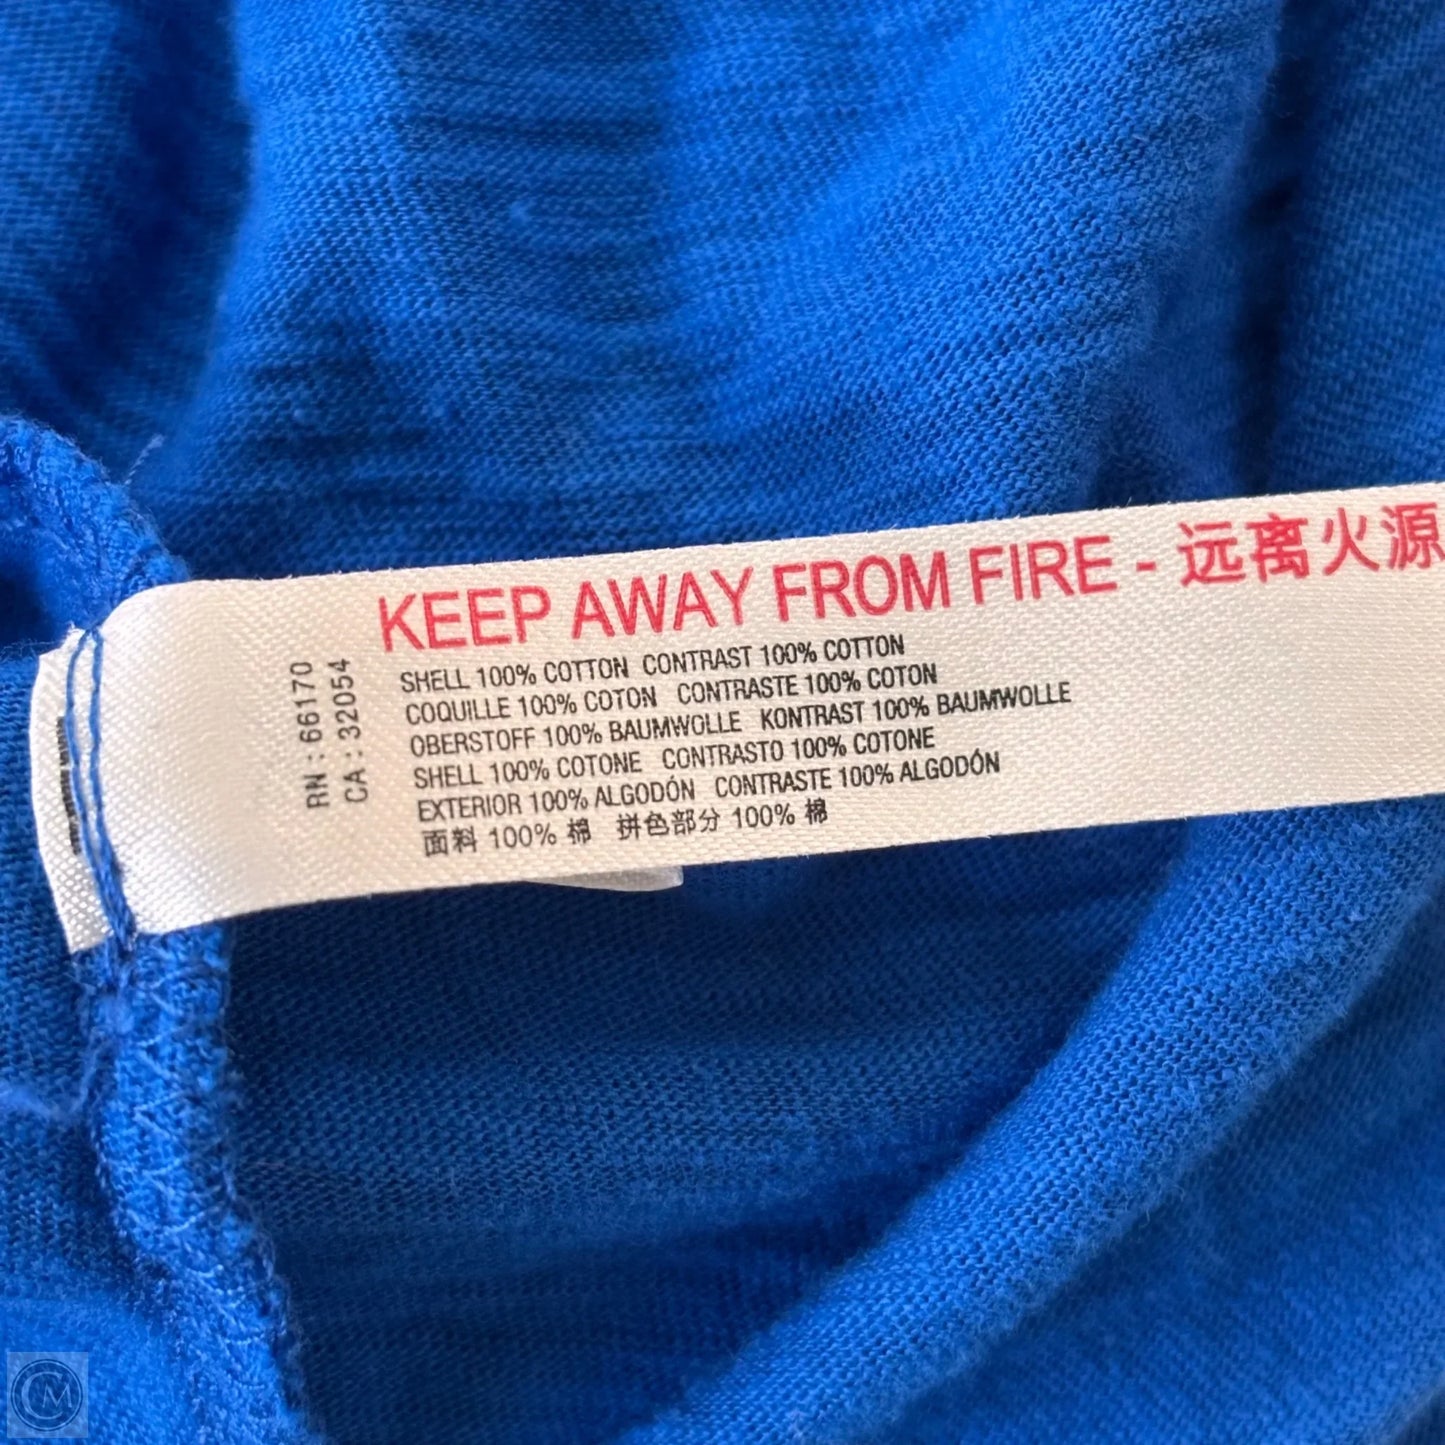 KEEP AWAY FROM FIRE - 远离火源
SHELL 100% COTTON CONTRAST 100% COTTON
COQUILLE 100% COTON CONTRASTE 100% COTON
OBERSTOFF 100% BAUMWOLLE KONTRAST 100% BAUMWOLLE
SHELL 100% COTONE CONTRASTO 100% COTONE
EXTERIOR 100% ALGODÓN CONTRASTE 100% ALGODÓN
面料 100% 棉 拼色部分 100% 棉
RN : 66170
CA : 32054
CM